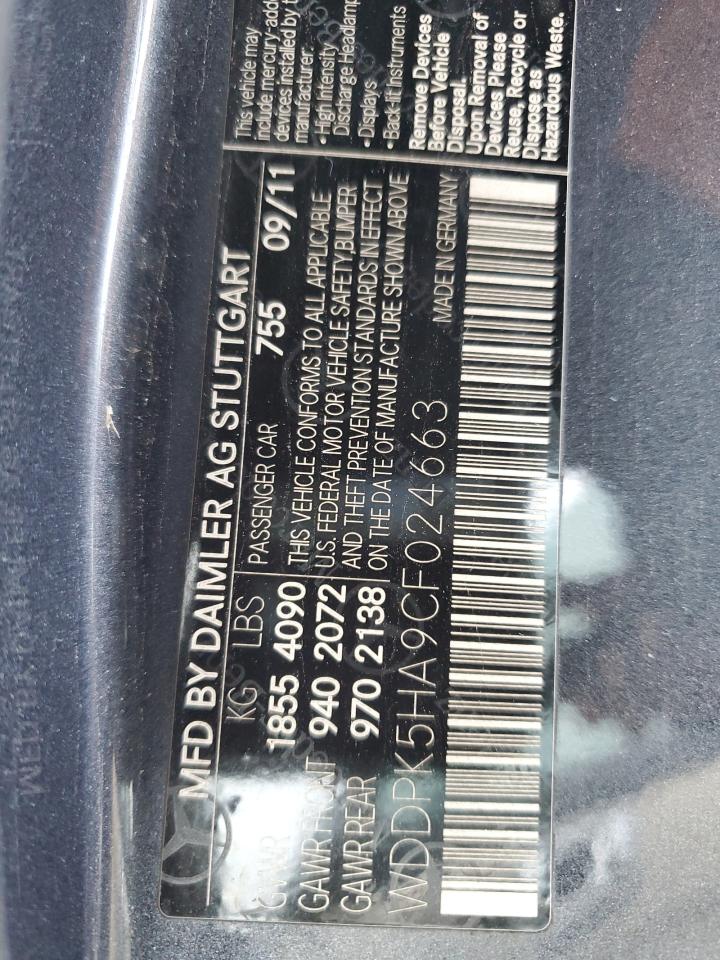 MFD BY DAIMLER AG STUTTGART
KG LBS PASSENGER CAR 755 09/11
GVWR 1855 4090 THIS VEHICLE CONFORMS TO ALL APPLICABLE
GAWR FRONT 940 2072 U.S. FEDERAL MOTOR VEHICLE SAFETY, BUMPER
GAWR REAR 970 2138 AND THEFT PREVENTION STANDARDS IN EFFECT
ON THE DATE OF MANUFACTURE SHOWN ABOVE
WDDPK5HA9CF024663 MADE IN GERMANY
This vehicle may
include mercury-added
devices installed by
manufacturer:
• High Intensity
Discharge Headlamp
• Displays
• Back-lit Instruments
Remove Devices
Before Vehicle
Disposal.
Upon Removal of
Devices Please
Reuse, Recycle or
Dispose as
Hazardous Waste.